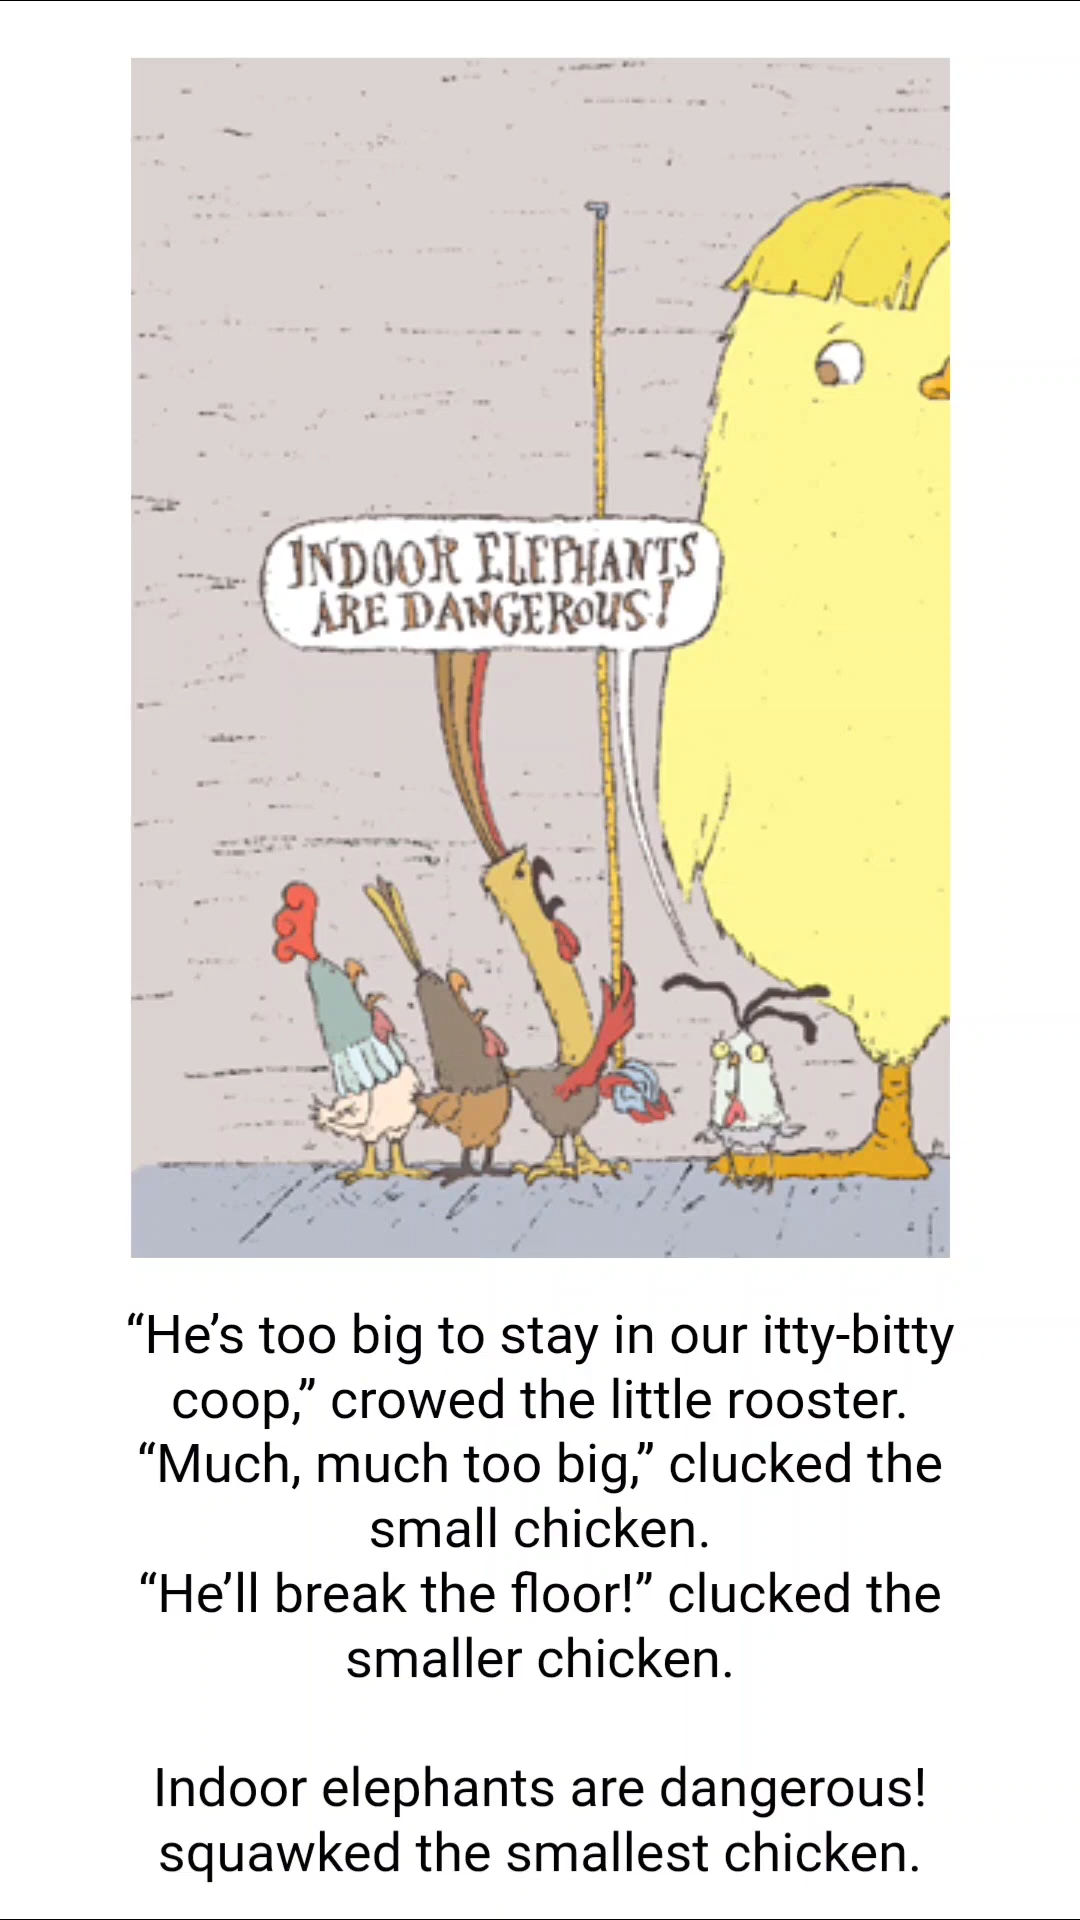 INDOOR ELEPHANTS
ARE DANGEROUS!
“He’s too big to stay in our itty-bitty
coop,” crowed the little rooster.
“Much, much too big,” clucked the
small chicken.
“He’ll break the floor!” clucked the
smaller chicken.
Indoor elephants are dangerous!
squawked the smallest chicken.